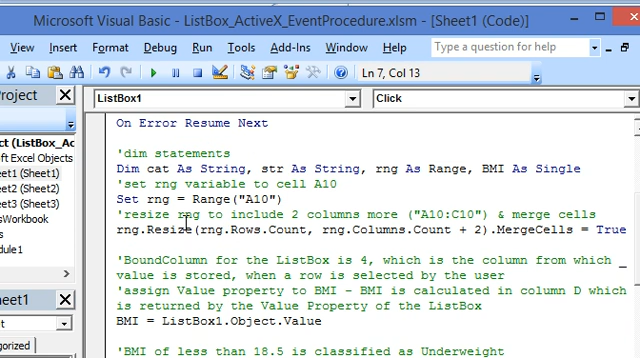 Microsoft Visual Basic - ListBox_ActiveX_EventProcedure.xlsm - [Sheet1 (Code)]
View Insert Format Debug Run Tools Add-Ins Window Help Type a question for help
Ln 7, Col 13
Project
ListBox1 Click
ct (ListBox_Ac
soft Excel Objects
eet1 (Sheet1)
eet2 (Sheet2)
eet3 (Sheet3)
isWorkbook
les
dule1
eet1
et1
gorized
On Error Resume Next
'dim statements
Dim cat As String, str As String, rng As Range, BMI As Single
'set rng variable to cell A10
Set rng = Range("A10")
'resize rng to include 2 columns more ("A10:C10") & merge cells
rng.Resize(rng.Rows.Count, rng.Columns.Count + 2).MergeCells = True
'BoundColumn for the ListBox is 4, which is the column from which _
value is stored, when a row is selected by the user
'assign Value property to BMI - BMI is calculated in column D which
is returned by the Value Property of the ListBox
BMI = ListBox1.Object.Value
'BMI of less than 18.5 is classified as Underweight